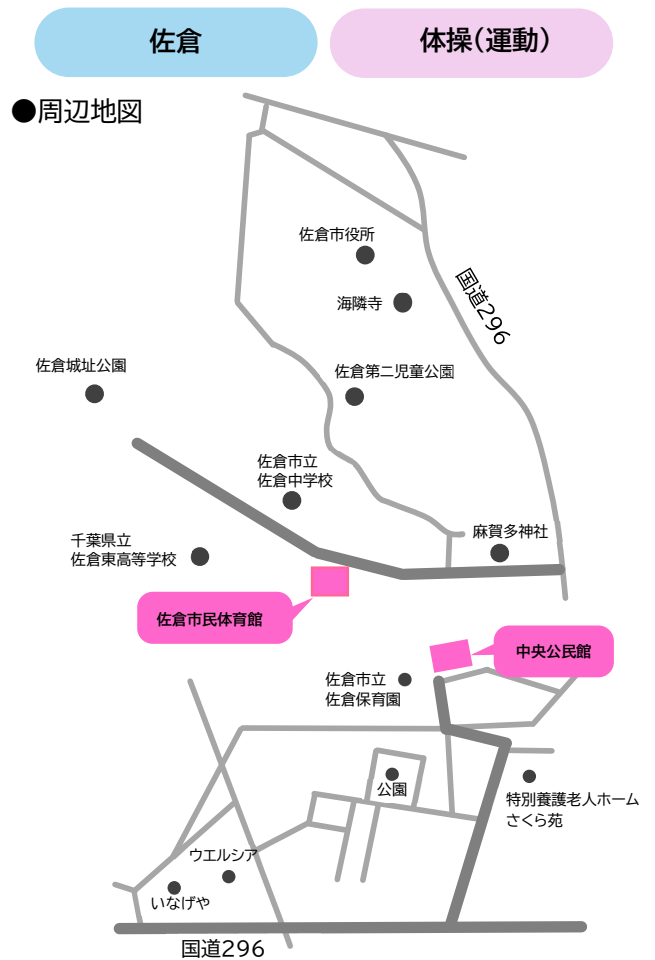 佐倉
体操(運動)
●周辺地図
佐倉市役所
海隣寺
国道296
佐倉城址公園
佐倉第二児童公園
佐倉市立
佐倉中学校
麻賀多神社
千葉県立
佐倉東高等学校
佐倉市民体育館
中央公民館
佐倉市立
佐倉保育園
公園
特別養護老人ホーム
さくら苑
ウエルシア
いなげや
国道296